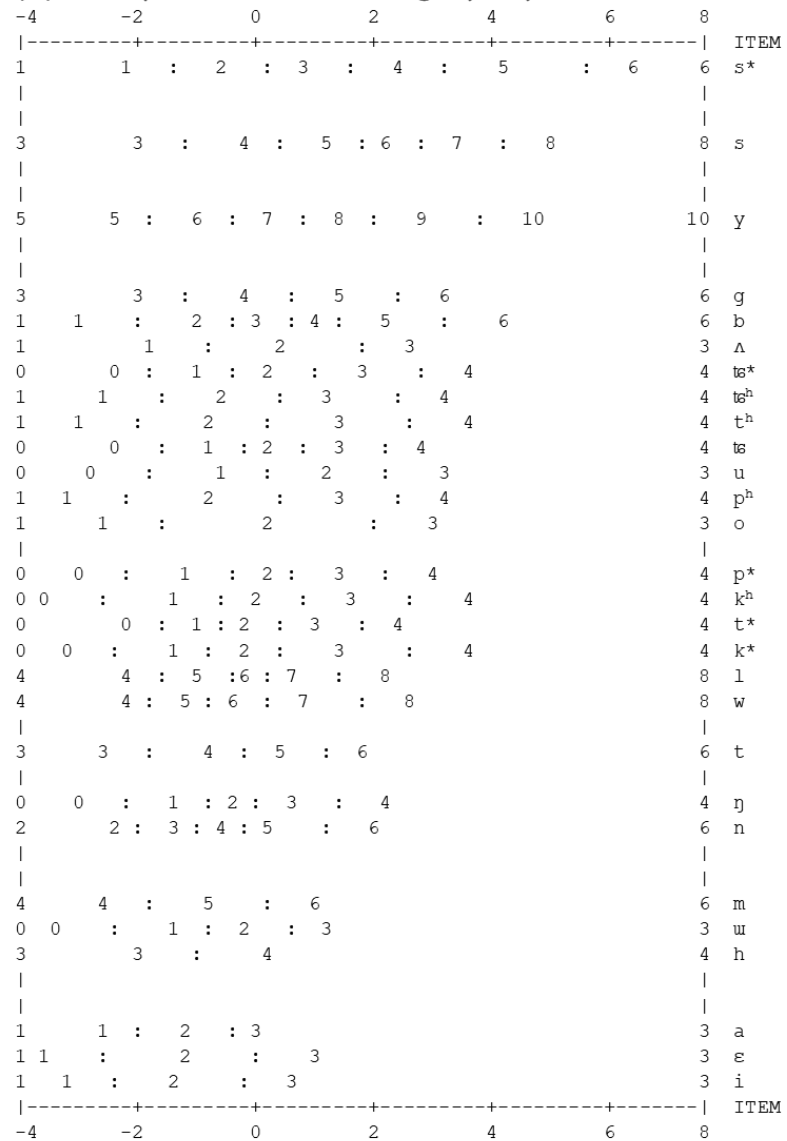 -4 -2 0 2 4 6 8
|---------+---------+---------+---------+---------+-------| ITEM
1 1 : 2 : 3 : 4 : 5 : 6 6 s*
| |
| |
3 3 : 4 : 5 : 6 : 7 : 8 8 s
| |
| |
5 5 : 6 : 7 : 8 : 9 : 10 10 y
| |
| |
3 3 : 4 : 5 : 6 6 g
1 1 : 2 : 3 : 4 : 5 : 6 6 b
1 1 : 2 : 3 3 ʌ
0 0 : 1 : 2 : 3 : 4 4 ʨ*
1 1 : 2 : 3 : 4 4 ʨʰ
1 1 : 2 : 3 : 4 4 tʰ
0 0 : 1 : 2 : 3 : 4 4 ʨ
0 0 : 1 : 2 : 3 3 u
1 1 : 2 : 3 : 4 4 pʰ
1 1 : 2 : 3 3 o
| |
0 0 : 1 : 2 : 3 : 4 4 p*
0 0 : 1 : 2 : 3 : 4 4 kʰ
0 0 : 1 : 2 : 3 : 4 4 t*
0 0 : 1 : 2 : 3 : 4 4 k*
4 4 : 5 :6 : 7 : 8 8 l
4 4 : 5 : 6 : 7 : 8 8 w
| |
3 3 : 4 : 5 : 6 6 t
| |
0 0 : 1 : 2 : 3 : 4 4 ŋ
2 2 : 3 : 4 : 5 : 6 6 n
| |
| |
4 4 : 5 : 6 6 m
0 0 : 1 : 2 : 3 3 ɯ
3 3 : 4 4 h
| |
| |
1 1 : 2 : 3 3 a
1 1 : 2 : 3 3 ɛ
1 1 : 2 : 3 3 i
|---------+---------+---------+---------+---------+-------| ITEM
-4 -2 0 2 4 6 8